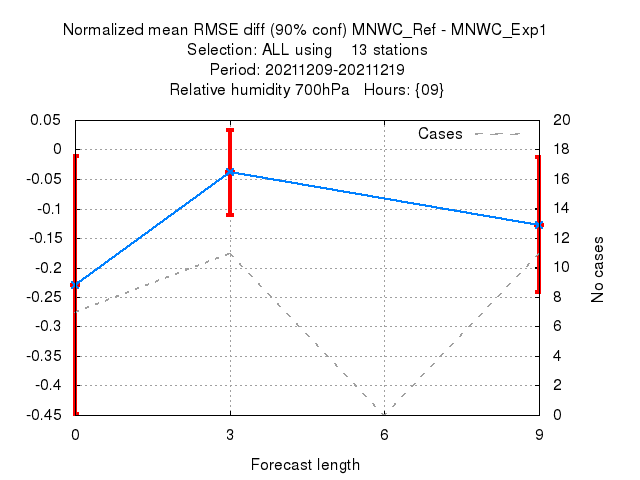 Normalized mean RMSE diff (90% conf) MNWC_Ref - MNWC_Exp1
Selection: ALL using 13 stations
Period: 20211209-20211219
Relative humidity 700hPa Hours: {09}
0.05
0
-0.05
-0.1
-0.15
-0.2
-0.25
-0.3
-0.35
-0.4
-0.45
Cases
20
18
16
14
12
10
8
6
4
2
0
No cases
0 3 6 9
Forecast length